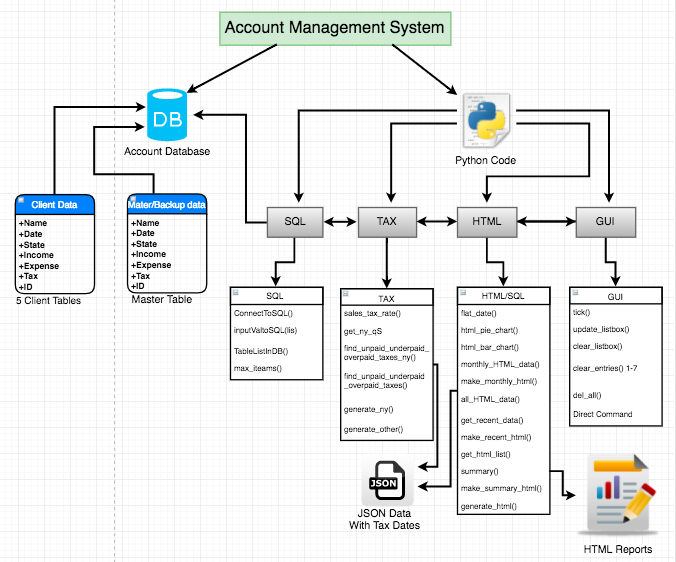 Account Management System
DB
Account Database
Python Code
Client Data
+Name
+Date
+State
+Income
+Expense
+Tax
+ID
5 Client Tables
Mater/Backup data
+Name
+Date
+State
+Income
+Expense
+Tax
+ID
Master Table
SQL
TAX
HTML
GUI
SQL
ConnectToSQL()
inputValtoSQL(lis)
TableListInDB()
max_iteams()
TAX
sales_tax_rate()
get_ny_qS
find_unpaid_underpaid_
overpaid_taxes_ny()
find_unpaid_underpaid
_overpaid_taxes()
generate_ny()
generate_other()
HTML/SQL
flat_date()
html_pie_chart()
html_bar_chart()
monthly_HTML_data()
make_monthly_html()
all_HTML_data()
get_recent_data()
make_recent_html()
get_html_list()
summary()
make_summary_html()
generate_html()
GUI
tick()
update_listbox()
clear_listbox()
clear_entries() 1-7
del_all()
Direct Command
JSON
JSON Data
With Tax Dates
HTML Reports